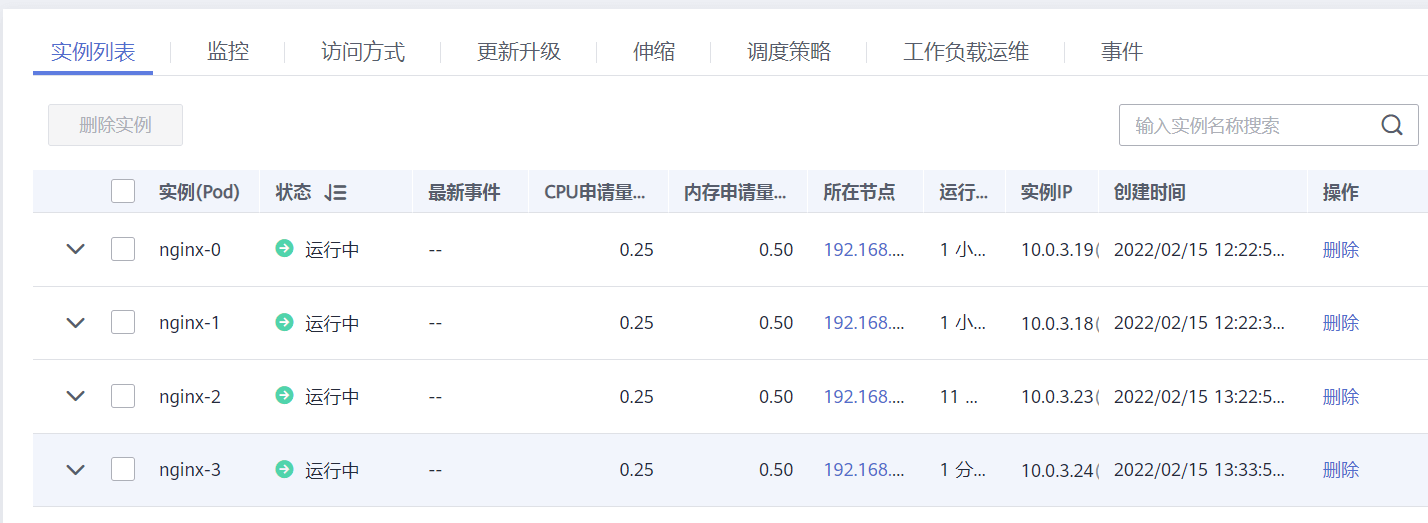 实例列表 监控 访问方式 更新升级 伸缩 调度策略 工作负载运维 事件
删除实例 输入实例名称搜索
实例(Pod) 状态 最新事件 CPU申请量... 内存申请量... 所在节点 运行... 实例IP 创建时间 操作
nginx-0 运行中 -- 0.25 0.50 192.168.... 1 小... 10.0.3.19( 2022/02/15 12:22:5... 删除
nginx-1 运行中 -- 0.25 0.50 192.168.... 1 小... 10.0.3.18( 2022/02/15 12:22:3... 删除
nginx-2 运行中 -- 0.25 0.50 192.168.... 11 ... 10.0.3.23( 2022/02/15 13:22:5... 删除
nginx-3 运行中 -- 0.25 0.50 192.168.... 1 分... 10.0.3.24( 2022/02/15 13:33:5... 删除